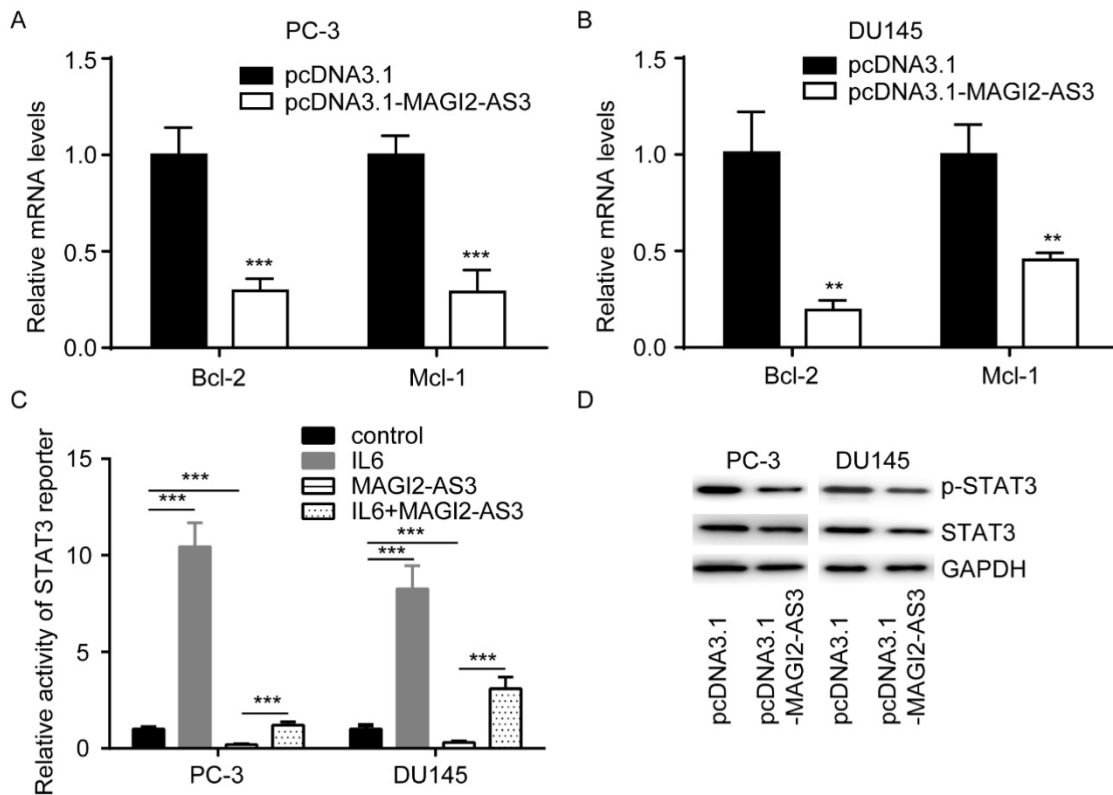 A
PC-3
pcDNA3.1
pcDNA3.1-MAGI2-AS3
Relative mRNA levels
1.5
1.0
0.5
0.0
***
***
Bcl-2
Mcl-1
B
DU145
pcDNA3.1
pcDNA3.1-MAGI2-AS3
Relative mRNA levels
1.5
1.0
0.5
0.0
**
**
Bcl-2
Mcl-1
C
control
IL6
MAGI2-AS3
IL6+MAGI2-AS3
Relative activity of STAT3 reporter
15
10
5
0
***
***
***
***
***
***
PC-3
DU145
D
PC-3
DU145
p-STAT3
STAT3
GAPDH
pcDNA3.1
pcDNA3.1
-MAGI2-AS3
pcDNA3.1
pcDNA3.1
-MAGI2-AS3